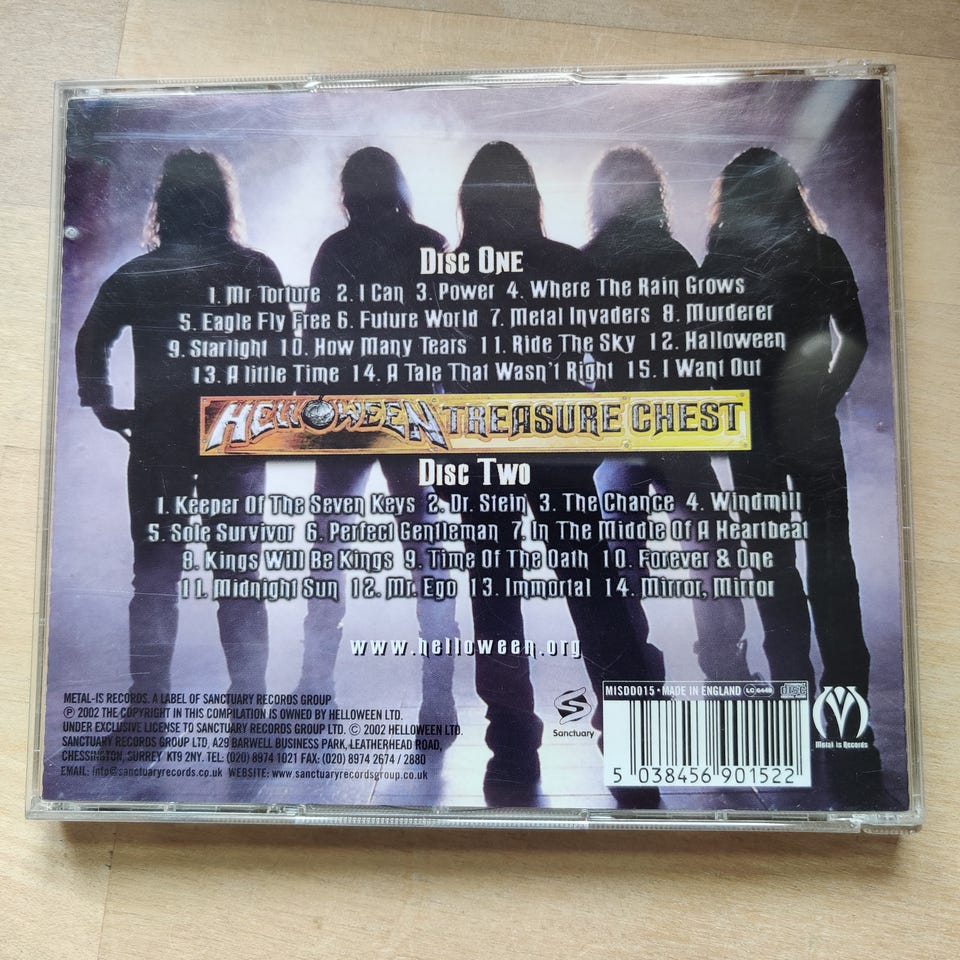 Disc One
1. Mr Torture 2. I Can 3. Power 4. Where The Rain Grows
5. Eagle Fly Free 6. Future World 7. Metal Invaders 8. Murderer
9. Starlight 10. How Many Tears 11. Ride The Sky 12. Halloween
13. A little Time 14. A Tale That Wasn't Right 15. I Want Out
HELLOWEEN TREASURE CHEST
Disc Two
1. Keeper Of The Seven Keys 2. Dr. Stein 3. The Chance 4. Windmill
5. Sole Survivor 6. Perfect Gentleman 7. In The Middle Of A Heartbeat
8. Kings Will Be Kings 9. Time Of The Oath 10. Forever & One
11. Midnight Sun 12. Mr. Ego 13. Immortal 14. Mirror, Mirror
www.helloween.org
METAL-IS RECORDS. A LABEL OF SANCTUARY RECORDS GROUP
℗ 2002 THE COPYRIGHT IN THIS COMPILATION IS OWNED BY HELLOWEEN LTD.
UNDER EXCLUSIVE LICENSE TO SANCTUARY RECORDS GROUP LTD. © 2002 HELLOWEEN LTD.
SANCTUARY RECORDS GROUP LTD, A29 BARWELL BUSINESS PARK, LEATHERHEAD ROAD,
CHESSINGTON, SURREY KT9 2NY. TEL: (020) 8974 1021 FAX: (020) 8974 2674 / 2880
EMAIL: info@sanctuaryrecords.co.uk WEBSITE: www.sanctuaryrecordsgroup.co.uk
Sanctuary
MISDD015 • MADE IN ENGLAND LC 6448 disc
5 038456 901522
Metal is Records